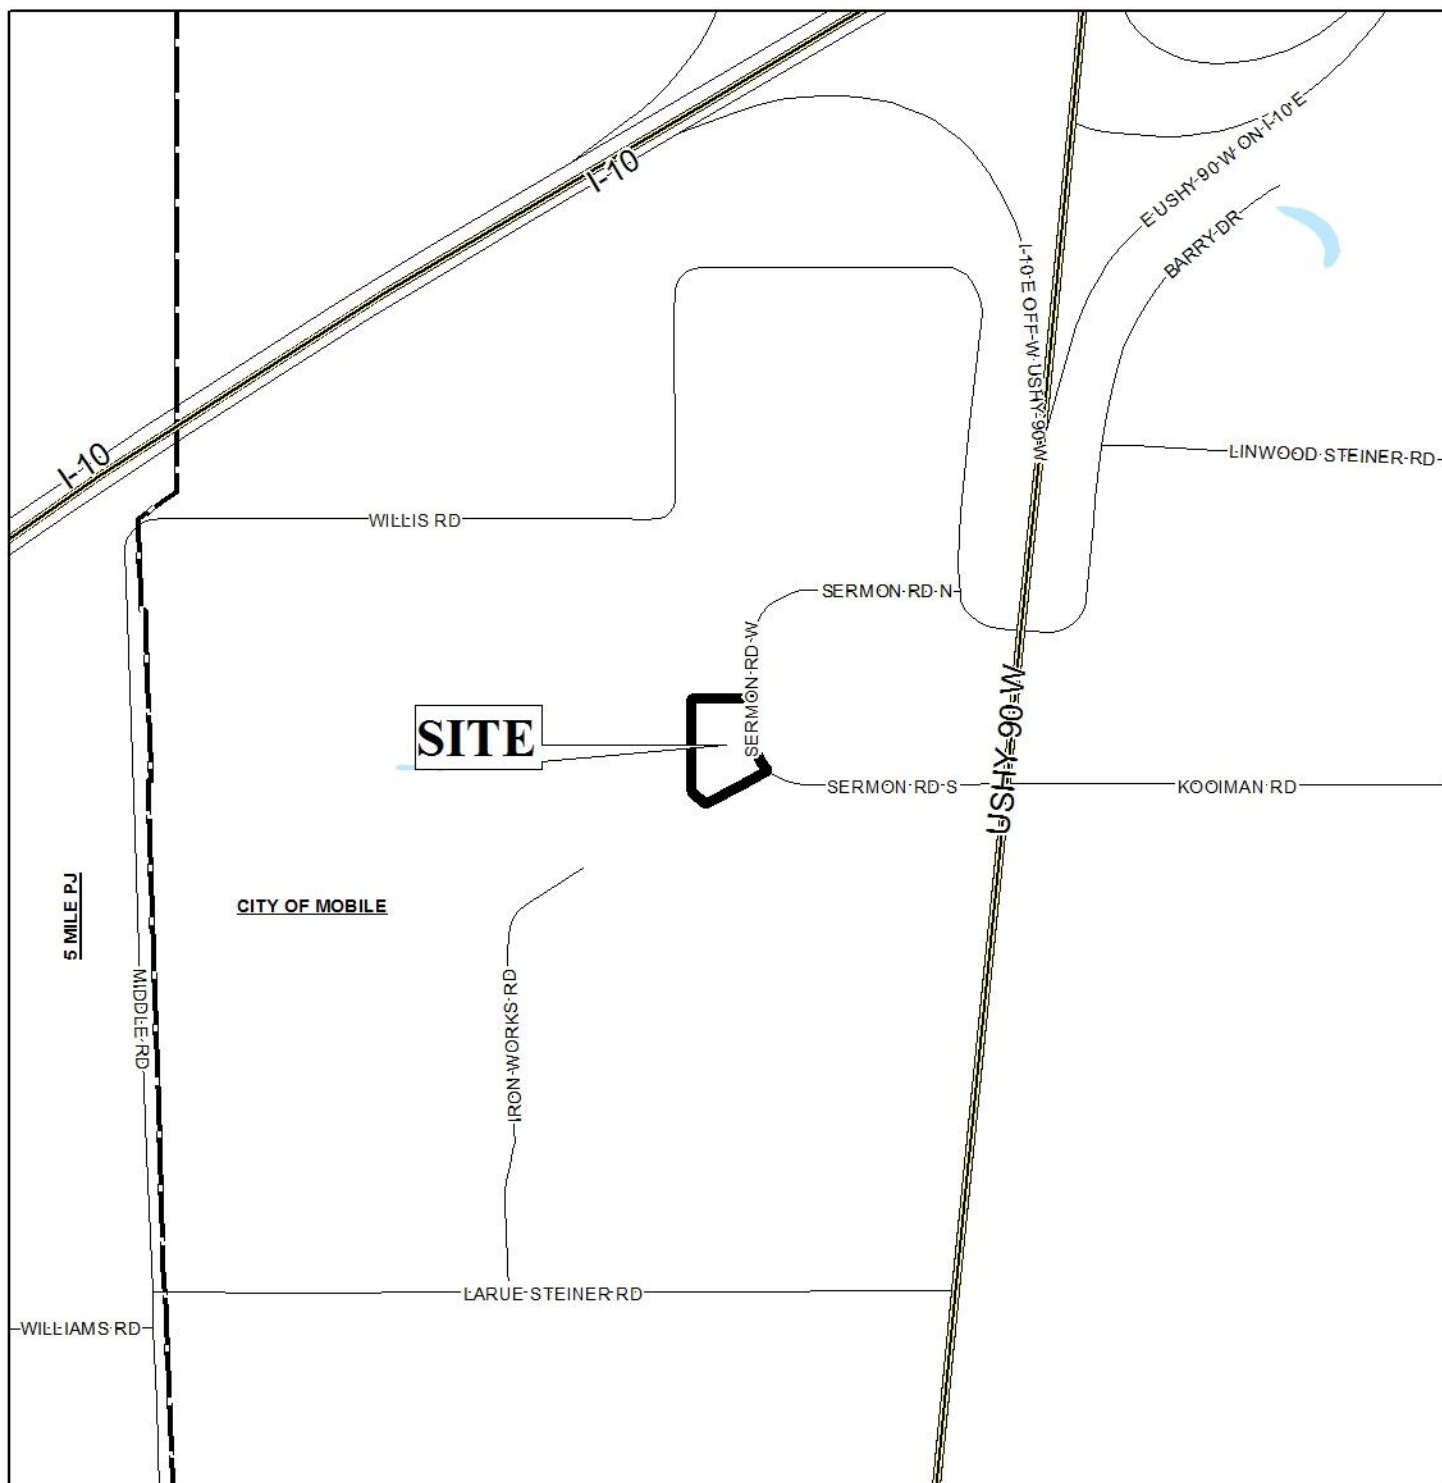 I-10
E USHY-90 W ON I-10 E
BARRY DR
I-10 E OFF W USHY-90 W
I-10
LINWOOD STEINER RD
WILLIS RD
SERMON RD N
SERMON RD W
SITE
USHY-90 W
SERMON RD S
KOOIMAN RD
5 MILE PJ
CITY OF MOBILE
MIDDLE RD
IRON WORKS RD
LARUE STEINER RD
WILLIAMS RD